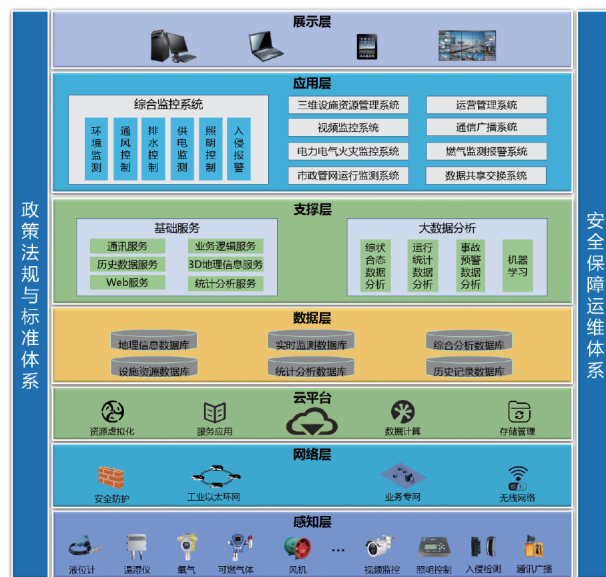 展示层
政策法规与标准体系
安全保障运维体系
应用层
综合监控系统
环境监测
通风控制
排水控制
供电监测
照明控制
入侵报警
三维设施资源管理系统
运营管理系统
视频监控系统
通信广播系统
电力电气火灾监控系统
燃气监测报警系统
市政管网运行监测系统
数据共享交换系统
支撑层
基础服务
通讯服务
业务逻辑服务
历史数据服务
3D地理信息服务
Web服务
统计分析服务
大数据分析
综状
合态
数据
分析
运行
统计
数据
分析
事故
预警
数据
分析
机器
学习
数据层
地理信息数据库
实时监测数据库
综合分析数据库
设施资源数据库
统计分析数据库
历史记录数据库
云平台
资源虚拟化
服务应用
数据计算
存储管理
网络层
安全防护
工业以太环网
业务专网
无线网络
感知层
液位计
温湿仪
氧气
可燃气体
风机
...
视频监控
照明控制
入侵检测
通讯广播